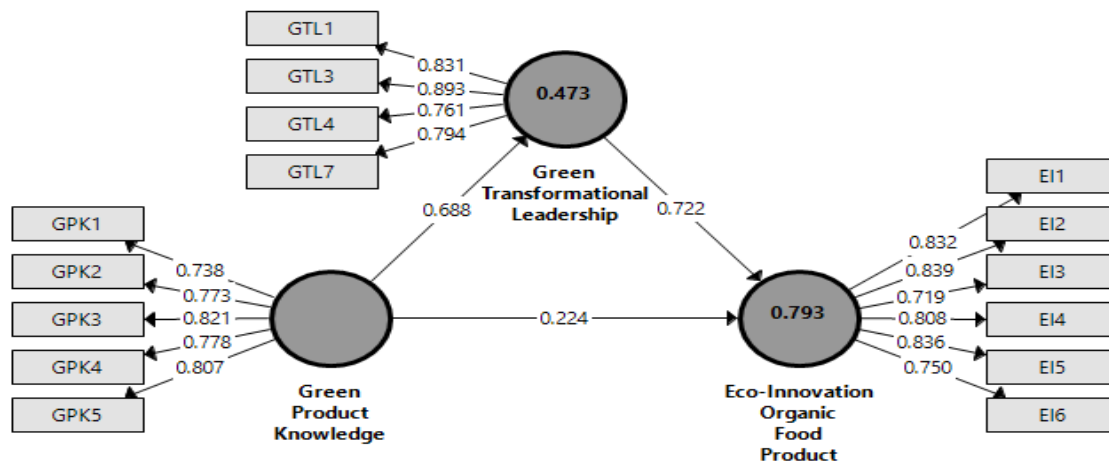 GTL1
GTL3
GTL4
GTL7
0.831
0.893
0.761
0.794
0.473
Green
Transformational
Leadership
0.688
0.722
GPK1
GPK2
GPK3
GPK4
GPK5
0.738
0.773
0.821
0.778
0.807
Green
Product
Knowledge
0.224
0.793
Eco-Innovation
Organic
Food
Product
0.832
0.839
0.719
0.808
0.836
0.750
EI1
EI2
EI3
EI4
EI5
EI6